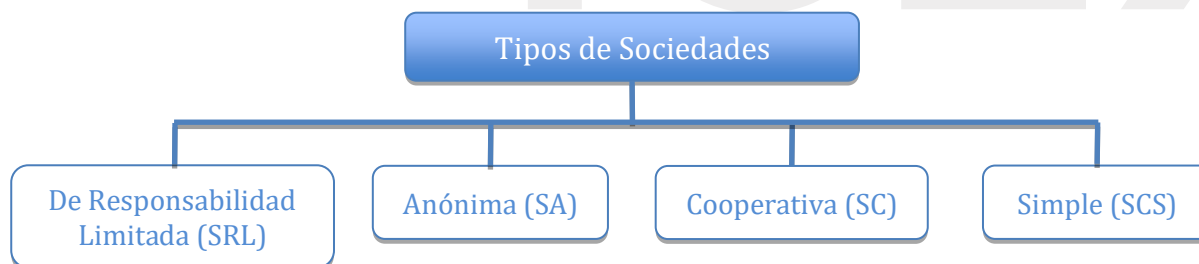 Tipos de Sociedades
De Responsabilidad
Limitada (SRL)
Anónima (SA)
Cooperativa (SC)
Simple (SCS)